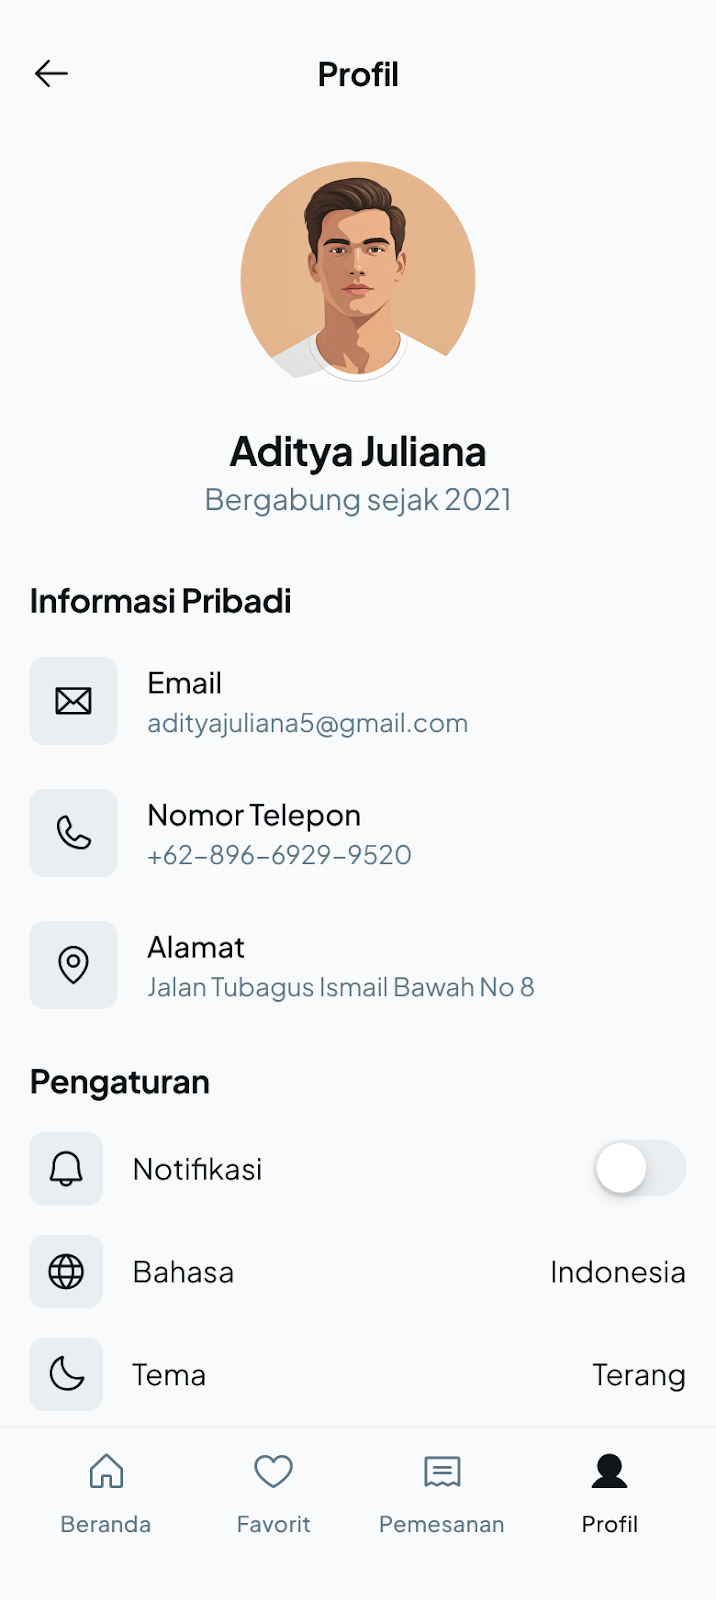 Profil
Aditya Juliana
Bergabung sejak 2021
Informasi Pribadi
Email
adityajuliana5@gmail.com
Nomor Telepon
+62-896-6929-9520
Alamat
Jalan Tubagus Ismail Bawah No 8
Pengaturan
Notifikasi
Bahasa Indonesia
Tema Terang
Beranda Favorit Pemesanan Profil